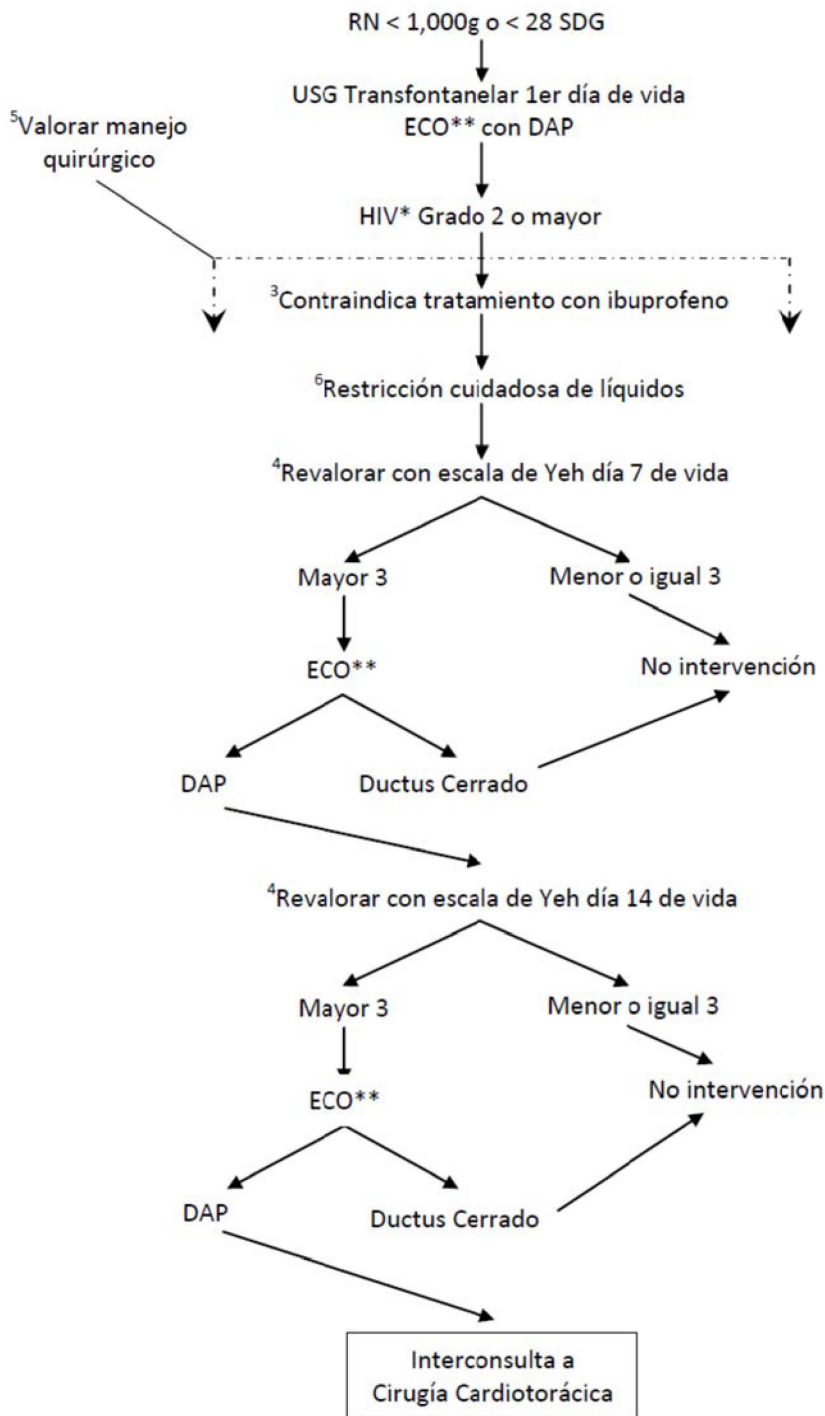 RN < 1,000g o < 28 SDG
USG Transfontanelar 1er día de vida
ECO** con DAP
⁵Valorar manejo
quirúrgico
HIV* Grado 2 o mayor
³Contraindica tratamiento con ibuprofeno
⁶Restricción cuidadosa de líquidos
⁴Revalorar con escala de Yeh día 7 de vida
Mayor 3
Menor o igual 3
ECO**
No intervención
DAP
Ductus Cerrado
⁴Revalorar con escala de Yeh día 14 de vida
Mayor 3
Menor o igual 3
ECO**
No intervención
DAP
Ductus Cerrado
Interconsulta a
Cirugía Cardiotorácica